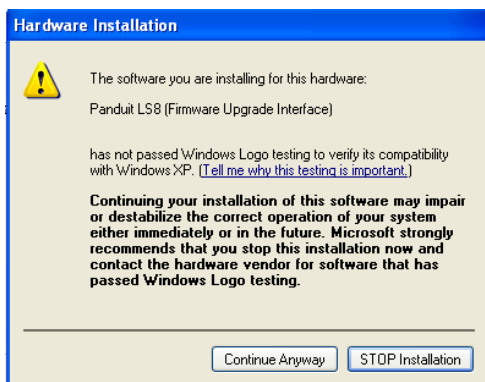 Hardware Installation
The software you are installing for this hardware:
Panduit LS8 (Firmware Upgrade Interface)
has not passed Windows Logo testing to verify its compatibility
with Windows XP. (Tell me why this testing is important.)
Continuing your installation of this software may impair
or destabilize the correct operation of your system
either immediately or in the future. Microsoft strongly
recommends that you stop this installation now and
contact the hardware vendor for software that has
passed Windows Logo testing.
Continue Anyway
STOP Installation